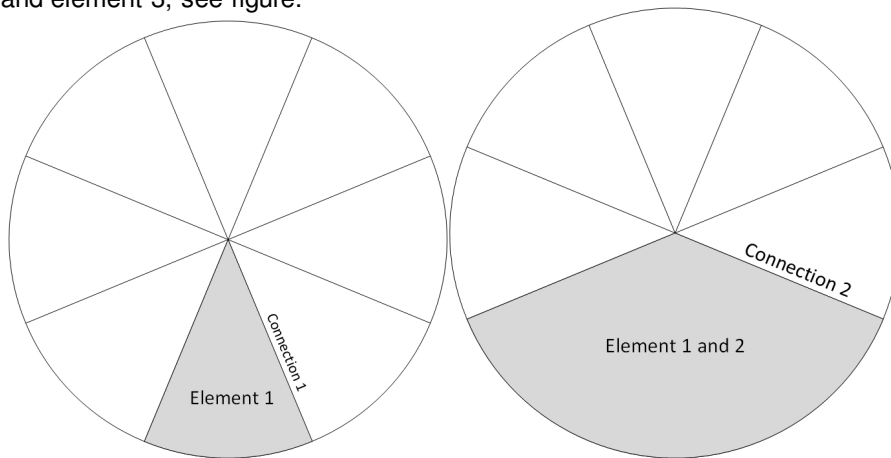 and element 3, see figure.
Connection 1
Element 1
Connection 2
Element 1 and 2